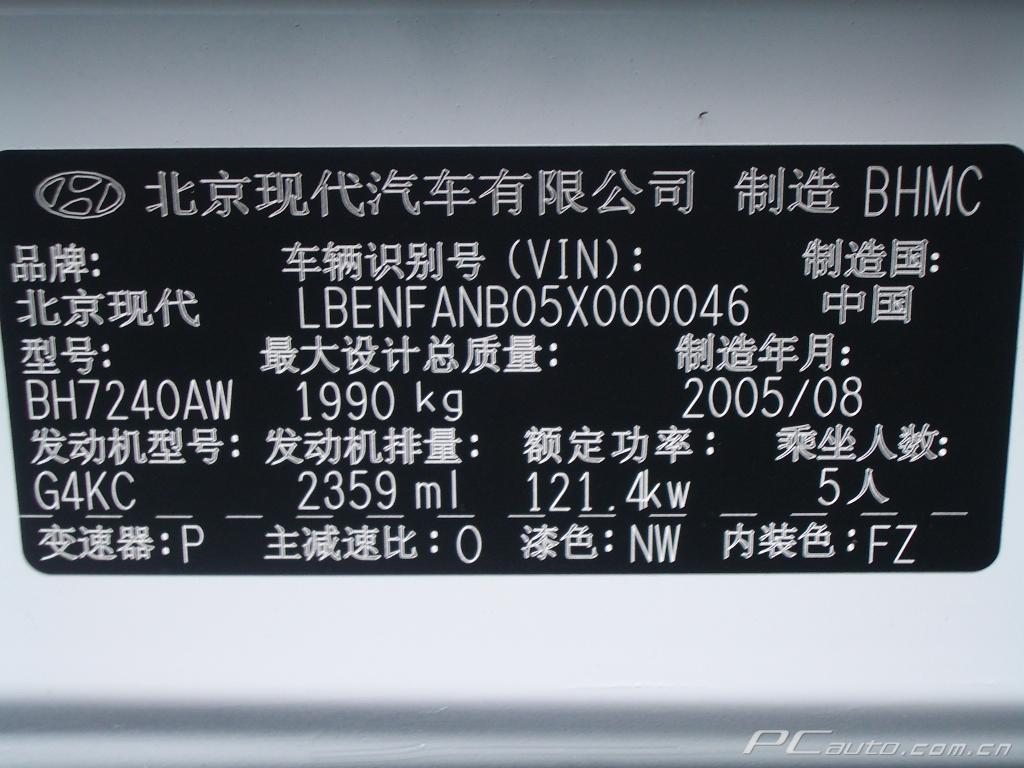 北京现代汽车有限公司 制造 BHMC
品牌: 车辆识别号 (VIN): 制造国:
北京现代 LBENFANB05X000046 中国
型号: 最大设计总质量: 制造年月:
BH7240AW 1990 kg 2005/08
发动机型号: 发动机排量: 额定功率: 乘坐人数:
G4KC 2359 ml 121.4kw 5人
变速器:P 主减速比:O 漆色:NW 内装色:FZ
PCauto.com.cn